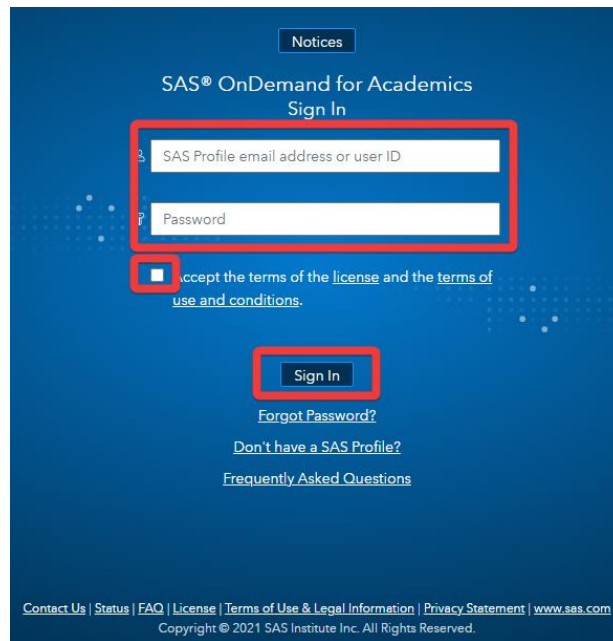 Notices
SAS® OnDemand for Academics
Sign In
SAS Profile email address or user ID
Password
Accept the terms of the license and the terms of
use and conditions.
Sign In
Forgot Password?
Don't have a SAS Profile?
Frequently Asked Questions
Contact Us | Status | FAQ | License | Terms of Use & Legal Information | Privacy Statement | www.sas.com
Copyright © 2021 SAS Institute Inc. All Rights Reserved.